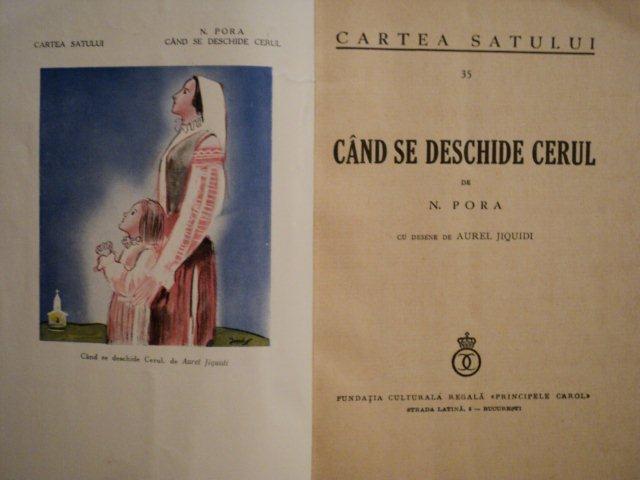 CARTEA SATULUI
N. PORA
CÂND SE DESCHIDE CERUL
Când se deschide Cerul, de Aurel Jiquidi
CARTEA SATULUI
35
CÂND SE DESCHIDE CERUL
DE
N. PORA
CU DESENE DE AUREL JIQUIDI
FUNDAȚIA CULTURALĂ REGALĂ «PRINCIPELE CAROL»
STRADA LATINĂ, 8 — BUCUREȘTI